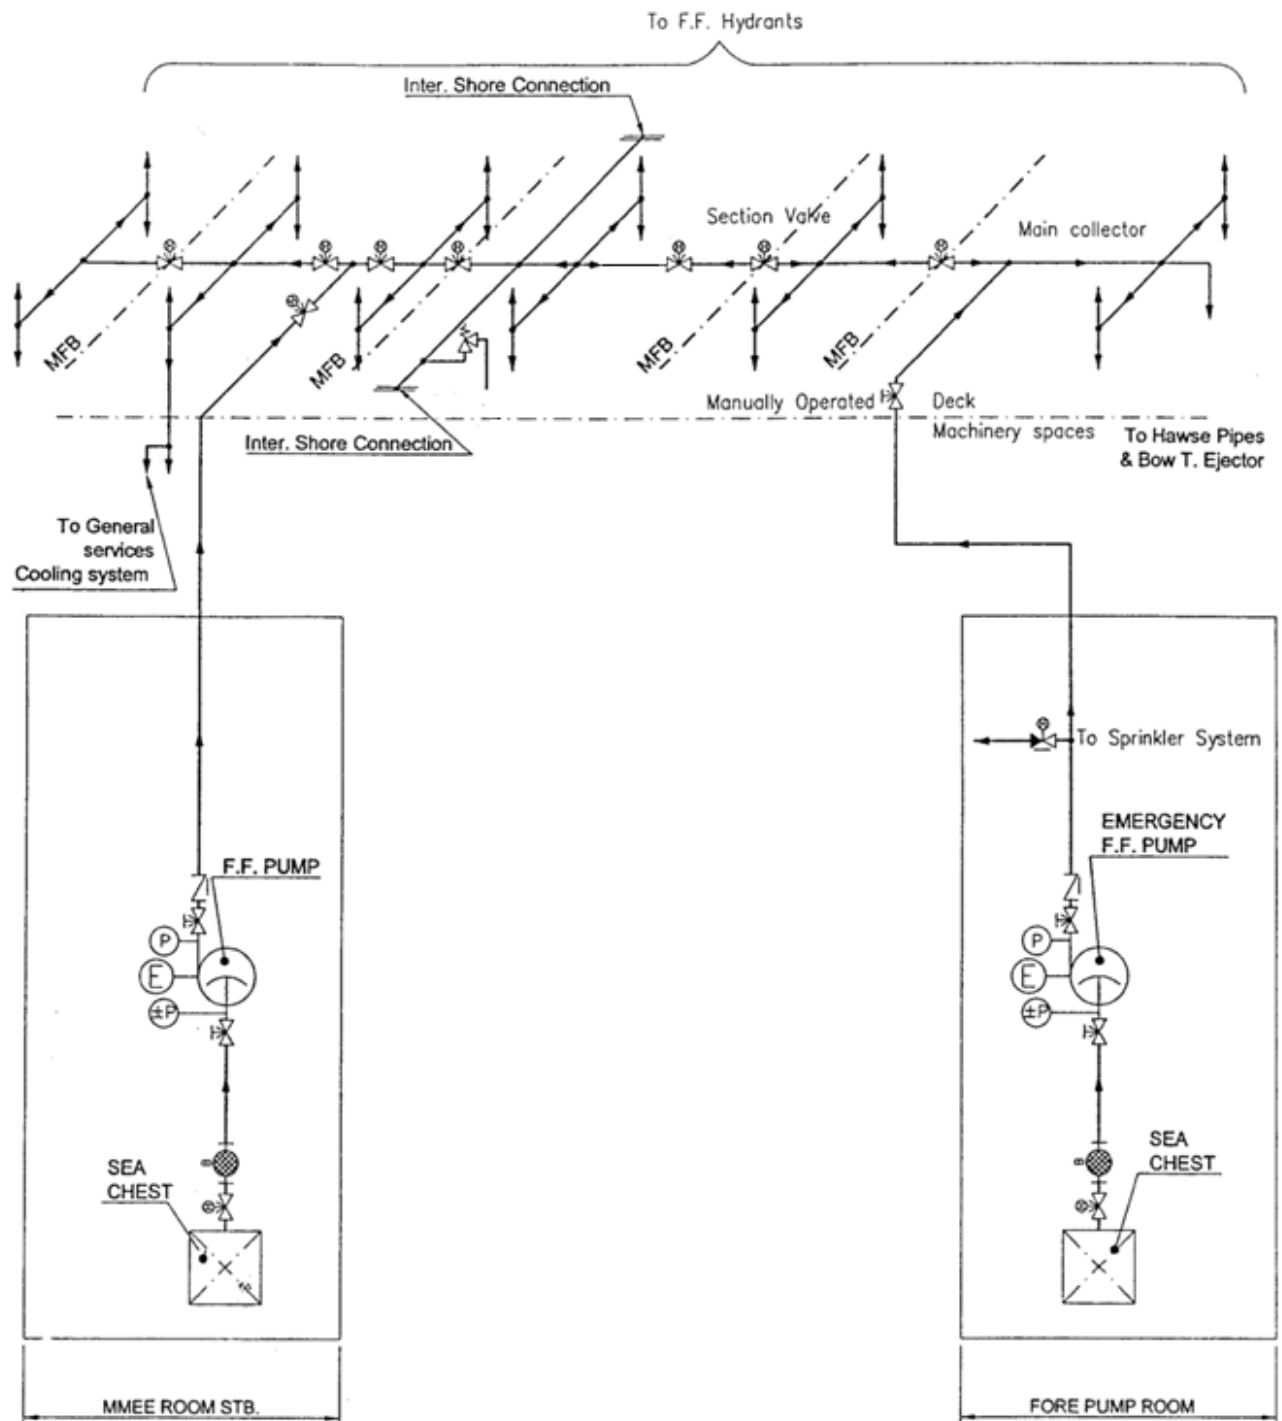 To F.F. Hydrants
Inter. Shore Connection
Section Valve
Main collector
MFB
MFB
MFB
MFB
Manually Operated
Deck
Machinery spaces
To Hawse Pipes
& Bow T. Ejector
Inter. Shore Connection
To General
services
Cooling system
To Sprinkler System
F.F. PUMP
EMERGENCY
F.F. PUMP
P
E
±P
P
E
±P
SEA
CHEST
SEA
CHEST
MMEE ROOM STB.
FORE PUMP ROOM